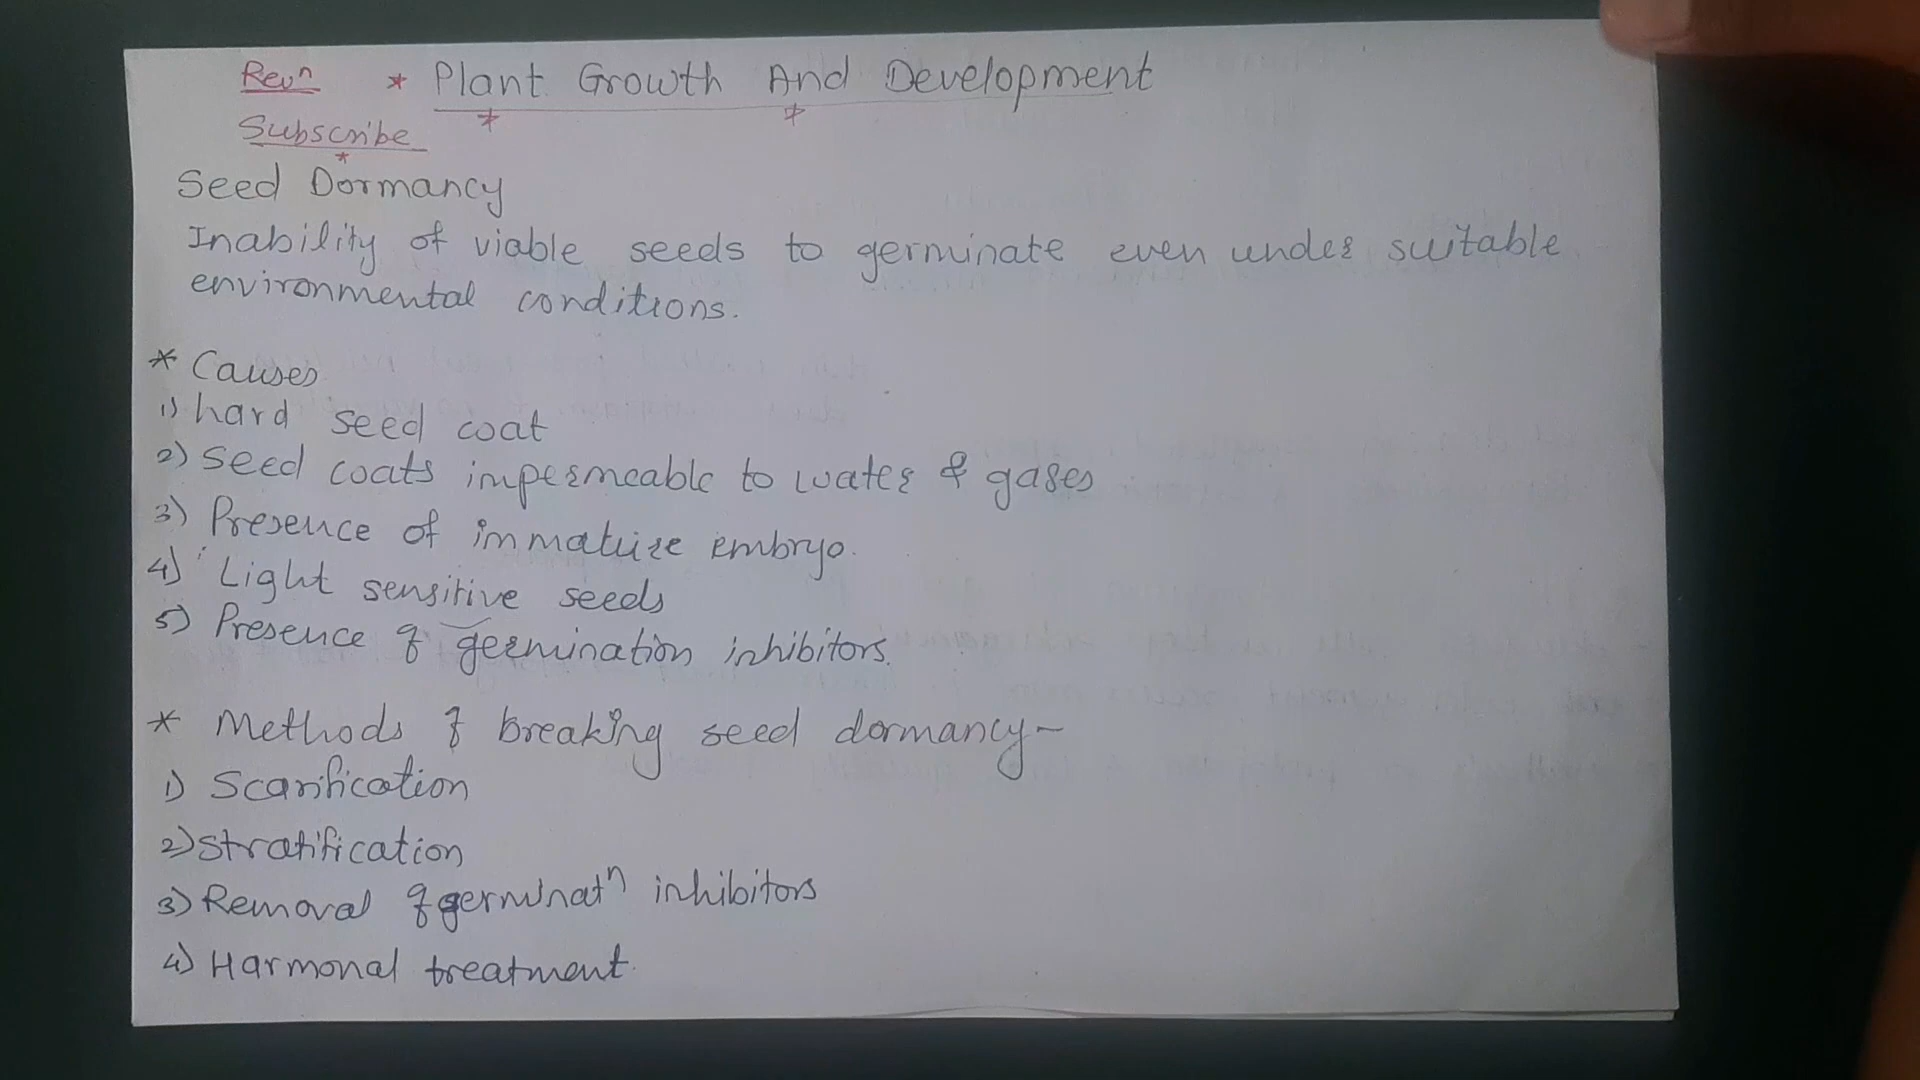 Revn * Plant Growth And Development
Subscribe
Seed Dormancy
Inability of viable seeds to germinate even under suitable
environmental conditions.
* Causes
1) hard seed coat
2) Seed coats impermeable to water & gases
3) Presence of immature embryo.
4) Light sensitive seeds
5) Presence of germination inhibitors.
* Methods of breaking seed dormancy-
1) Scarification
2) Stratification
3) Removal of germinatn inhibitors
4) Harmonal treatment.